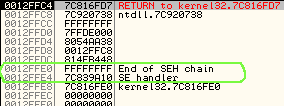 0012FFC4 7C816FD7 RETURN to kernel32.7C816FD7
0012FFC8 7C920738 ntdll.7C920738
0012FFCC FFFFFFFF
0012FFD0 7FFDE000
0012FFD4 8054A938
0012FFD8 0012FFC8
0012FFDC 814FB448
0012FFE0 FFFFFFFF End of SEH chain
0012FFE4 7C839A10 SE handler
0012FFE8 7C816FE0 kernel32.7C816FE0
0012FFEC 00000000